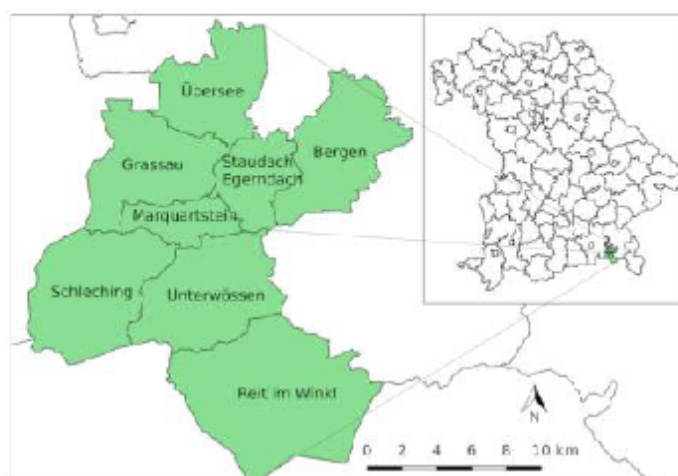 Übersee
Grassau
Staudach
Egerndach
Bergen
Marquartstein
Schleching
Unterwössen
Reit im Winkl
N
0 2 4 6 8 10 km